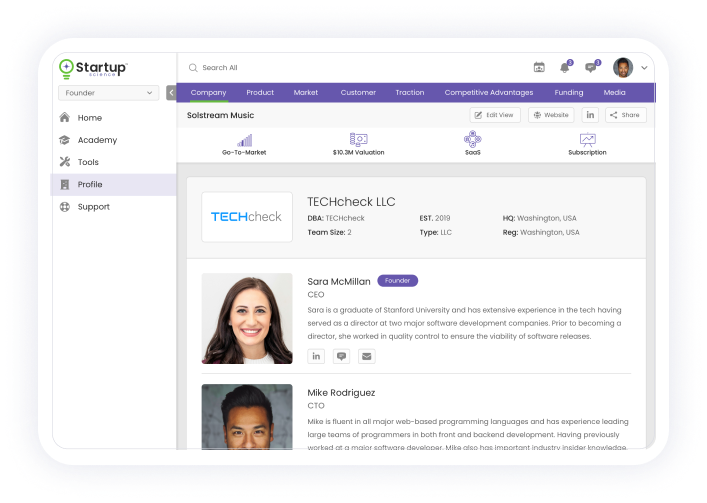 Startup
science
Search All
3
3
Founder
Home
Academy
Tools
Profile
Support
Company Product Market Customer Traction Competitive Advantages Funding Media
Solstream Music
Edit View Website in Share
Go-To-Market $10.3M Valuation SaaS Subscription
TECHcheck
TECHcheck LLC
DBA: TECHcheck EST. 2019 HQ: Washington, USA
Team Size: 2 Type: LLC Reg: Washington, USA
Sara McMillan Founder
CEO
Sara is a graduate of Stanford University and has extensive experience in the tech having
served as a director at two major software development companies. Prior to becoming a
director, she worked in quality control to ensure the viability of software releases.
in
Mike Rodriguez
CTO
Mike is fluent in all major web-based programming languages and has experience leading
large teams of programmers in both front and backend development. Having previously
worked at a major software developer, Mike also has important industry insider knowledge,